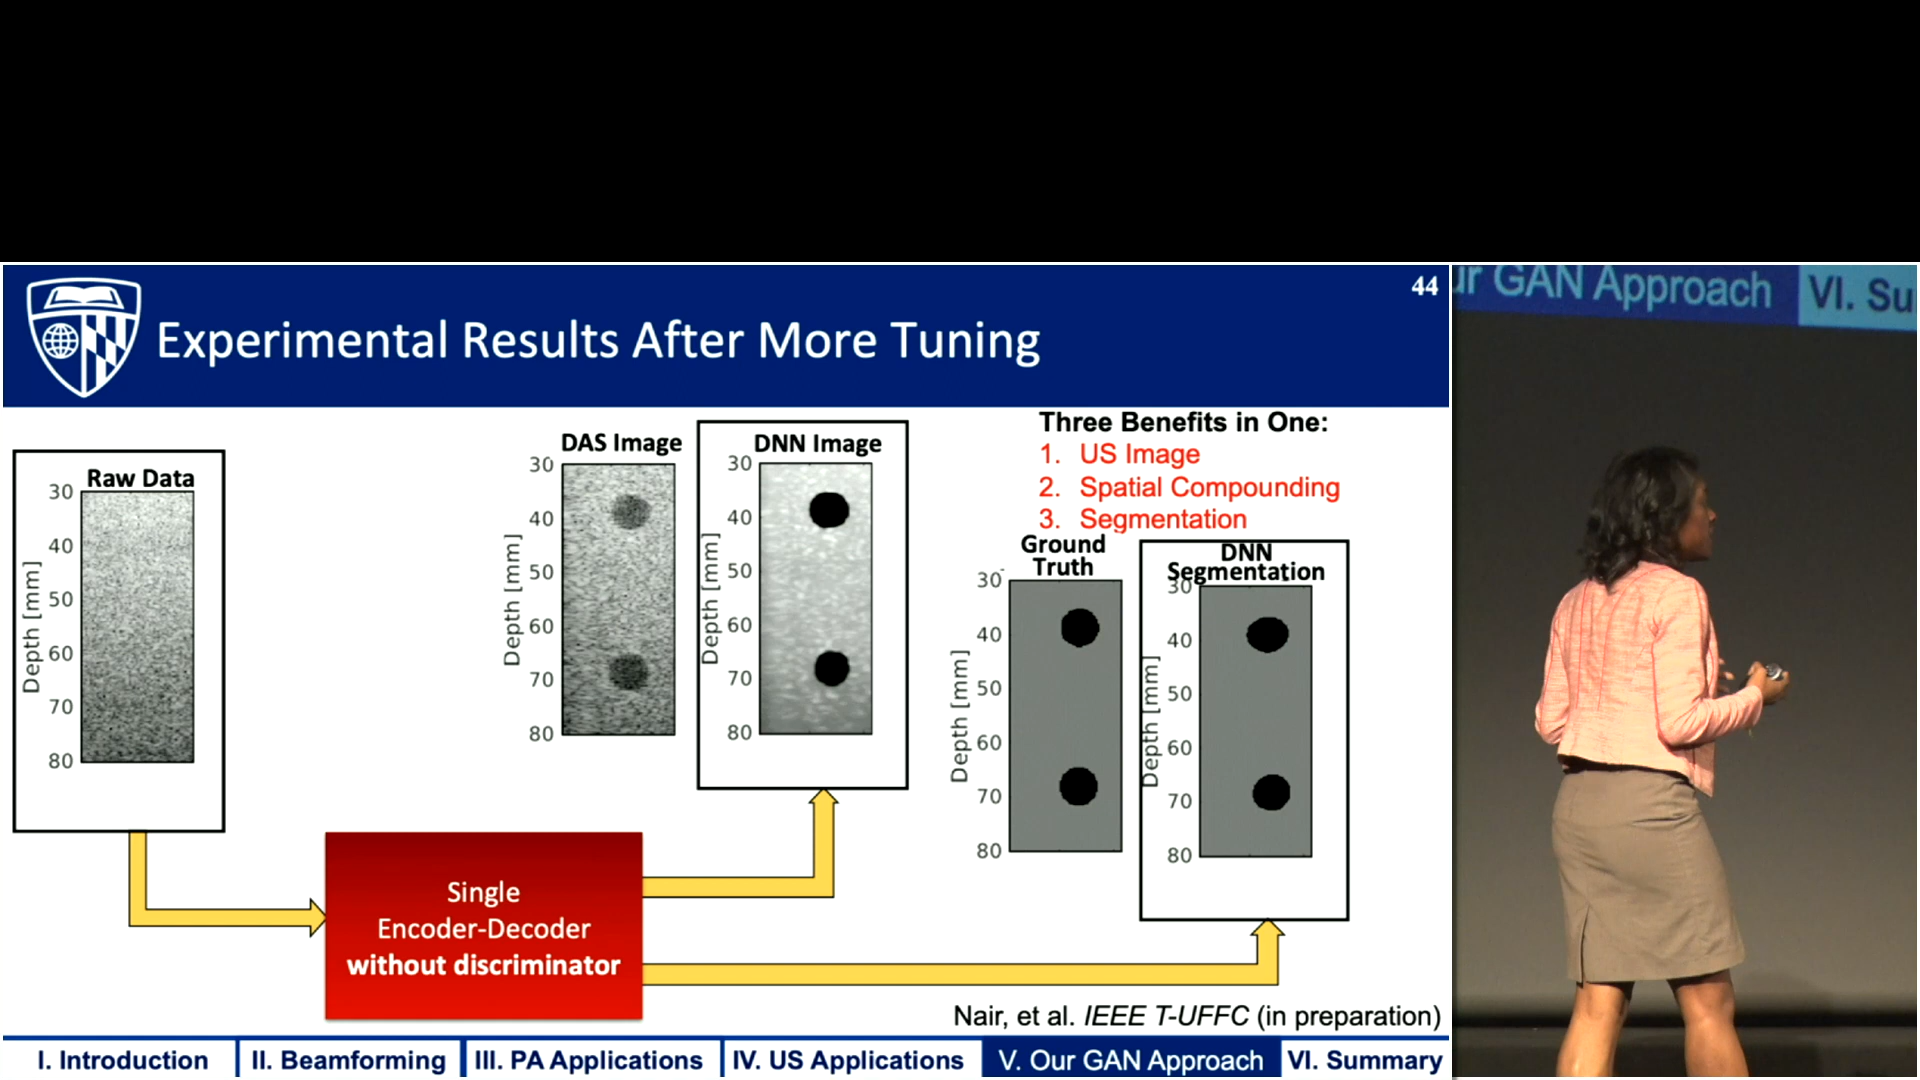 44
Experimental Results After More Tuning
Raw Data
30
40
50
60
70
80
Depth [mm]
DAS Image
30
40
50
60
70
80
Depth [mm]
DNN Image
30
40
50
60
70
80
Depth [mm]
Three Benefits in One:
1. US Image
2. Spatial Compounding
3. Segmentation
Ground
Truth
30
40
50
60
70
80
Depth [mm]
DNN
Segmentation
30
40
50
60
70
80
Depth [mm]
Single
Encoder-Decoder
without discriminator
Nair, et al. IEEE T-UFFC (in preparation)
I. Introduction
II. Beamforming
III. PA Applications
IV. US Applications
V. Our GAN Approach
VI. Summary
ur GAN Approach
VI. Su